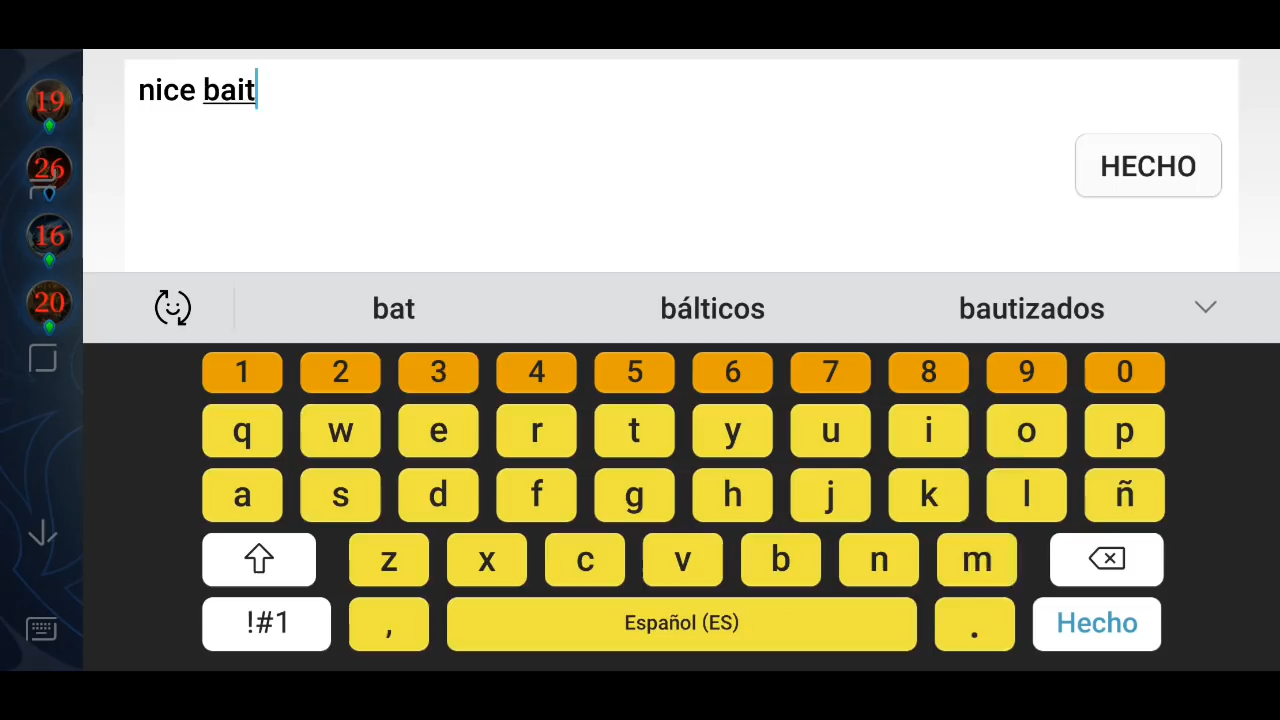 19
26
16
20
nice bait
HECHO
bat bálticos bautizados
1 2 3 4 5 6 7 8 9 0
q w e r t y u i o p
a s d f g h j k l ñ
z x c v b n m
!#1 , Español (ES) . Hecho